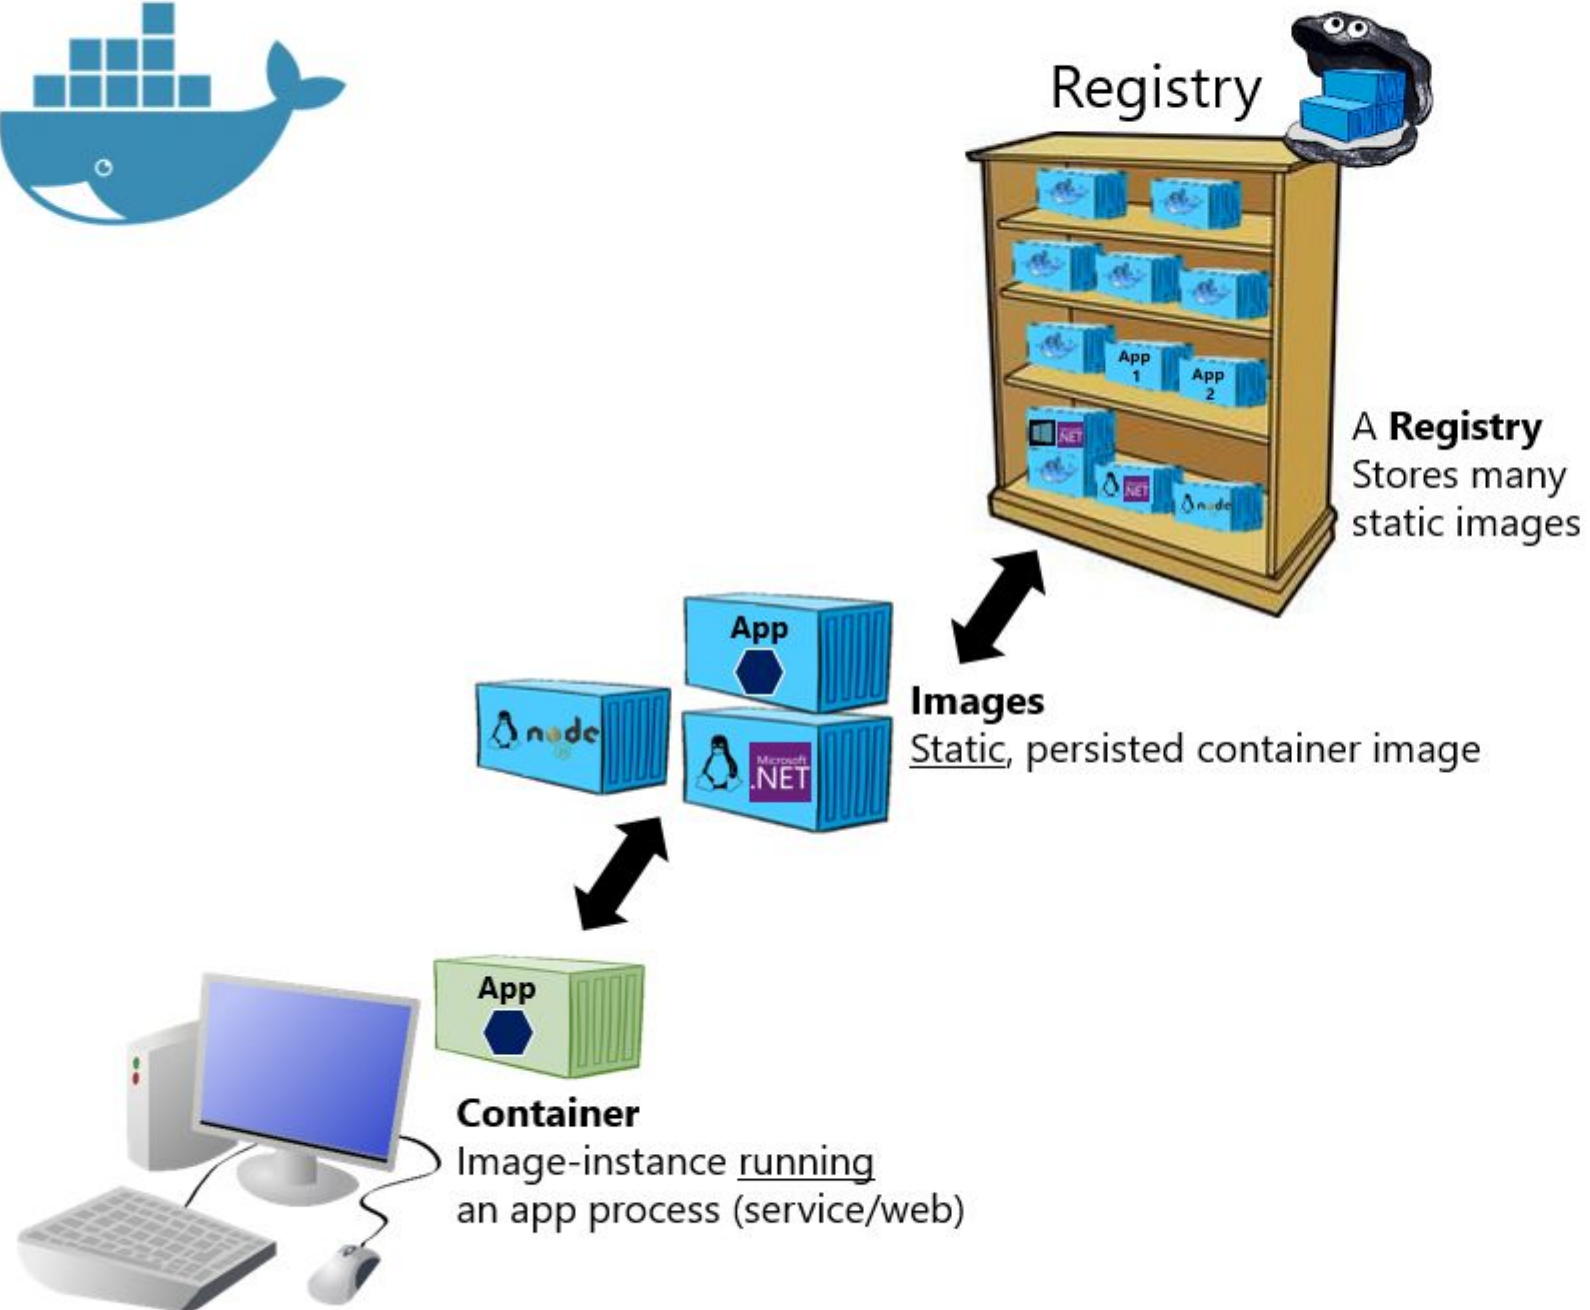 Registry
App
1
App
2
.NET
.NET
node
A Registry
Stores many
static images
App
node
Microsoft
.NET
Images
Static, persisted container image
App
Container
Image-instance running
an app process (service/web)